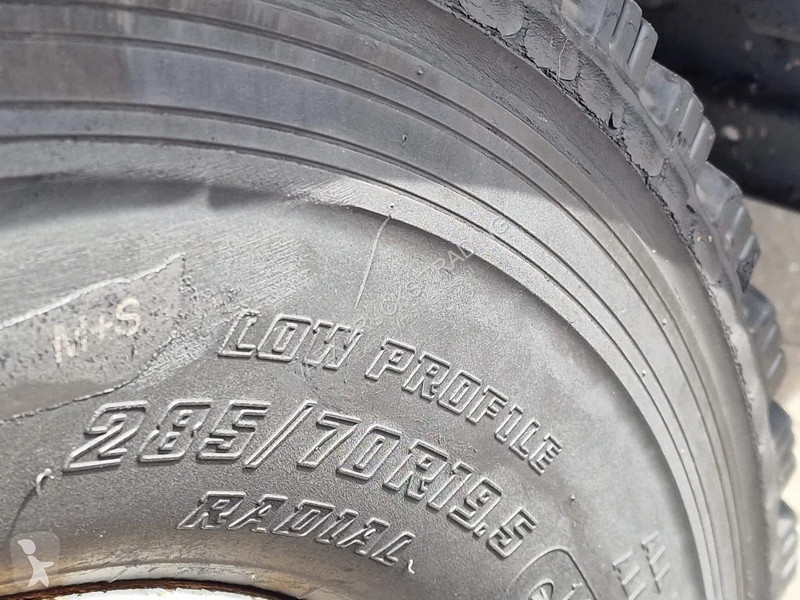 M+S
LOW PROFILE
285/70R19.5
RADIAL